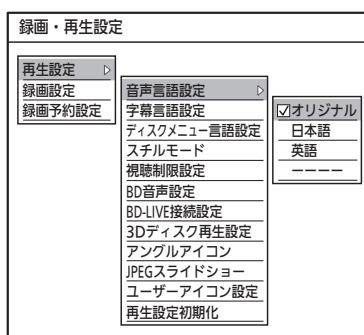 録画・再生設定
再生設定
録画設定
録画予約設定
音声言語設定
字幕言語設定
ディスクメニュー言語設定
スチルモード
視聴制限設定
BD音声設定
BD-LIVE接続設定
3Dディスク再生設定
アングルアイコン
JPEGスライドショー
ユーザーアイコン設定
再生設定初期化
オリジナル
日本語
英語
ーーーー